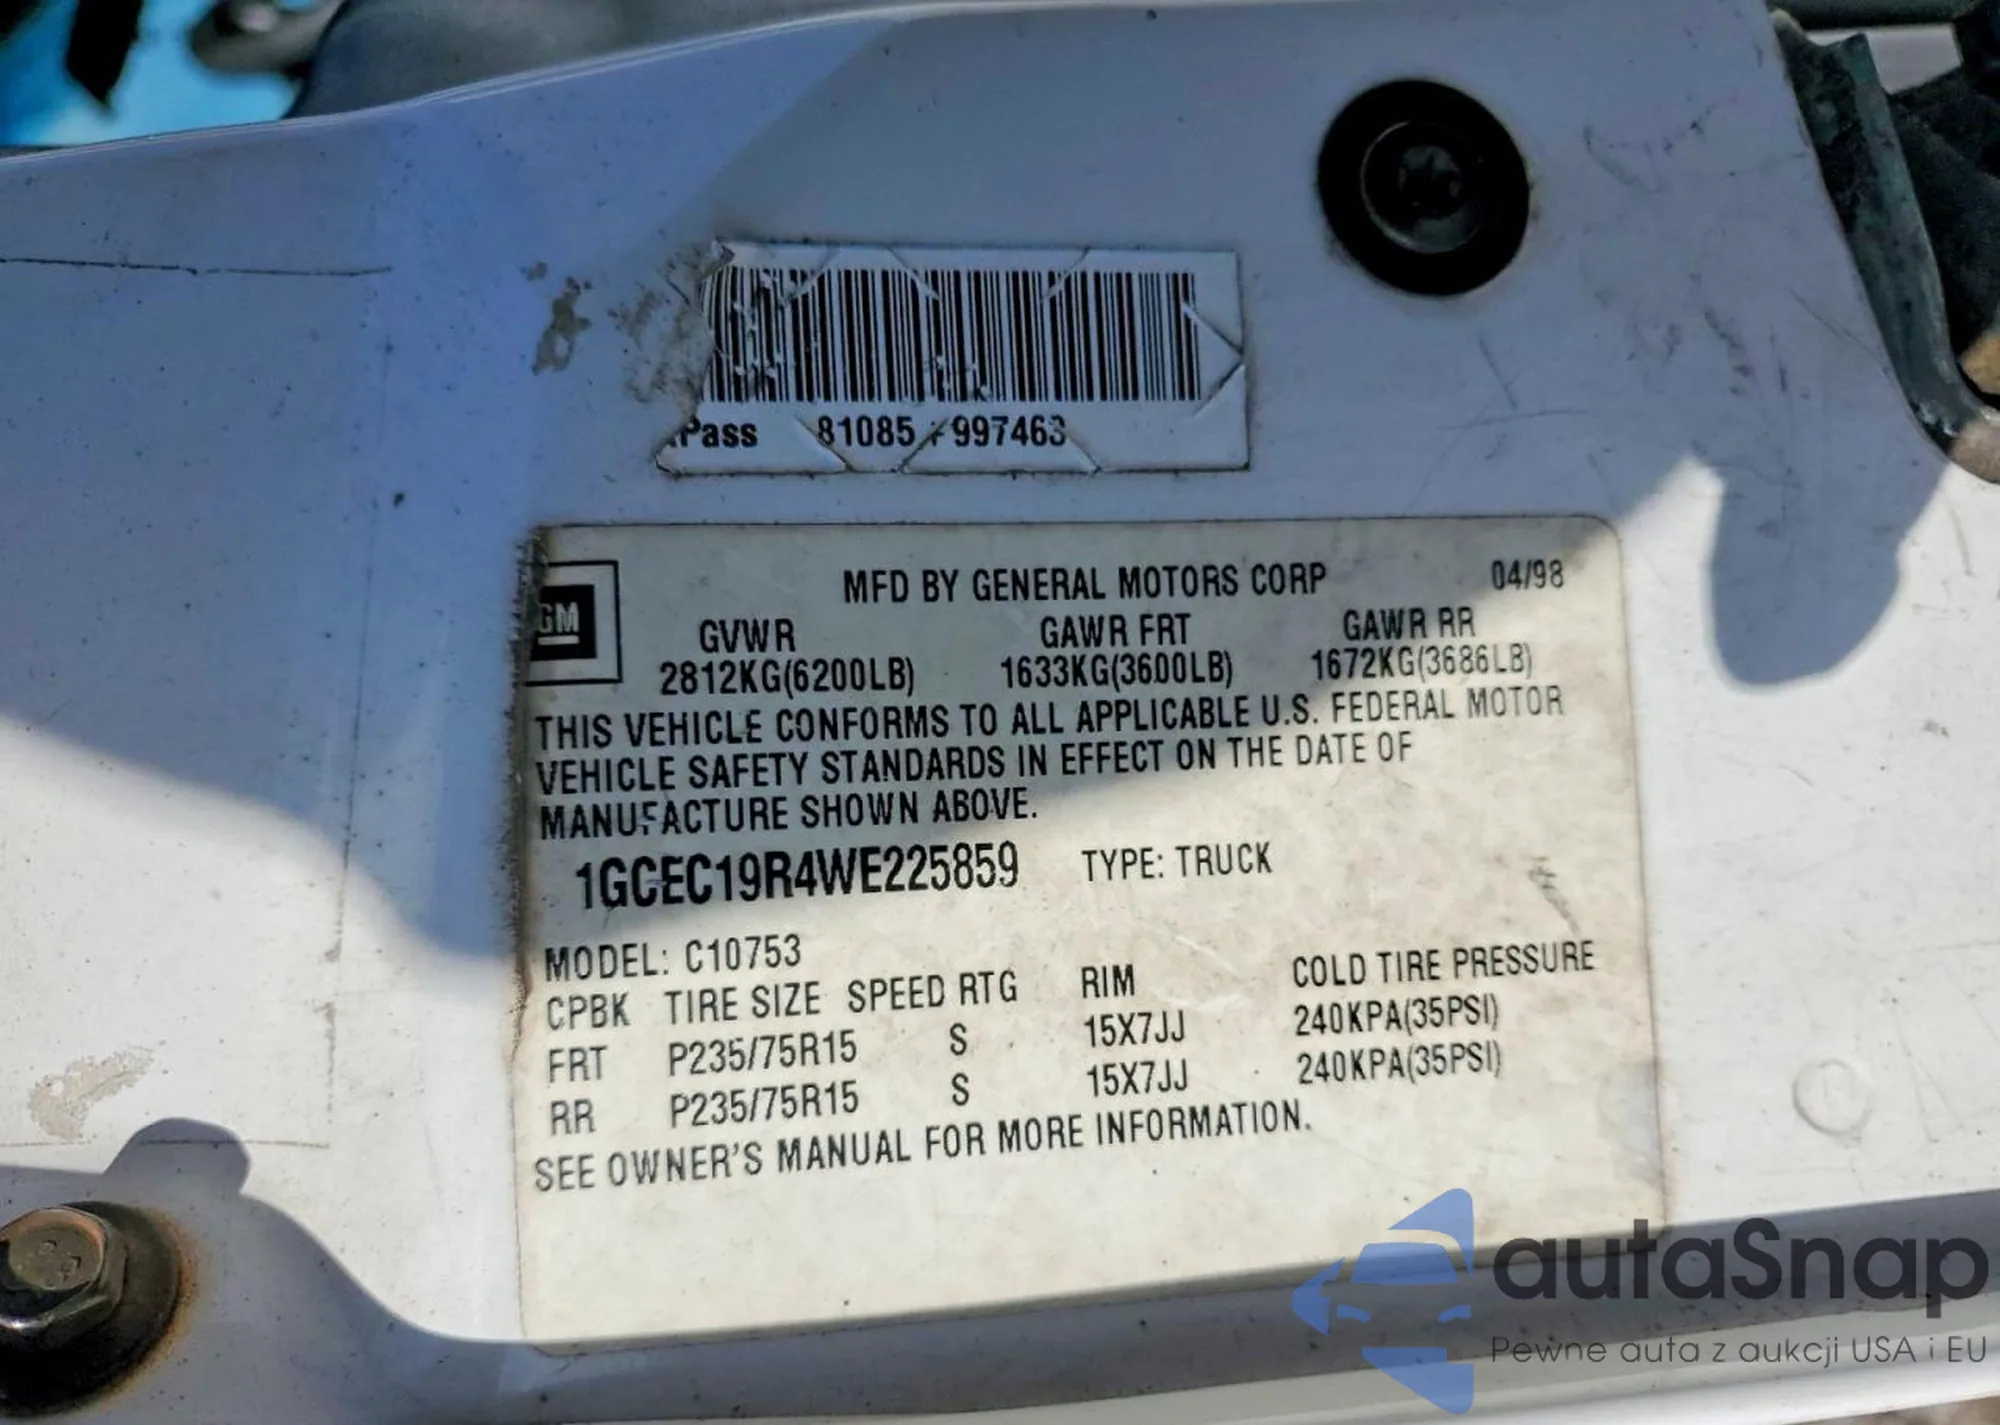 Pass 81085 997463
GM
MFD BY GENERAL MOTORS CORP 04/98
GVWR GAWR FRT GAWR RR
2812KG(6200LB) 1633KG(3600LB) 1672KG(3686LB)
THIS VEHICLE CONFORMS TO ALL APPLICABLE U.S. FEDERAL MOTOR
VEHICLE SAFETY STANDARDS IN EFFECT ON THE DATE OF
MANUFACTURE SHOWN ABOVE.
1GCEC19R4WE225859 TYPE: TRUCK
MODEL: C10753
CPBK TIRE SIZE SPEED RTG RIM COLD TIRE PRESSURE
FRT P235/75R15 S 15X7JJ 240KPA(35PSI)
RR P235/75R15 S 15X7JJ 240KPA(35PSI)
SEE OWNER'S MANUAL FOR MORE INFORMATION.
autaSnap
Pewne auta z aukcji USA i EU